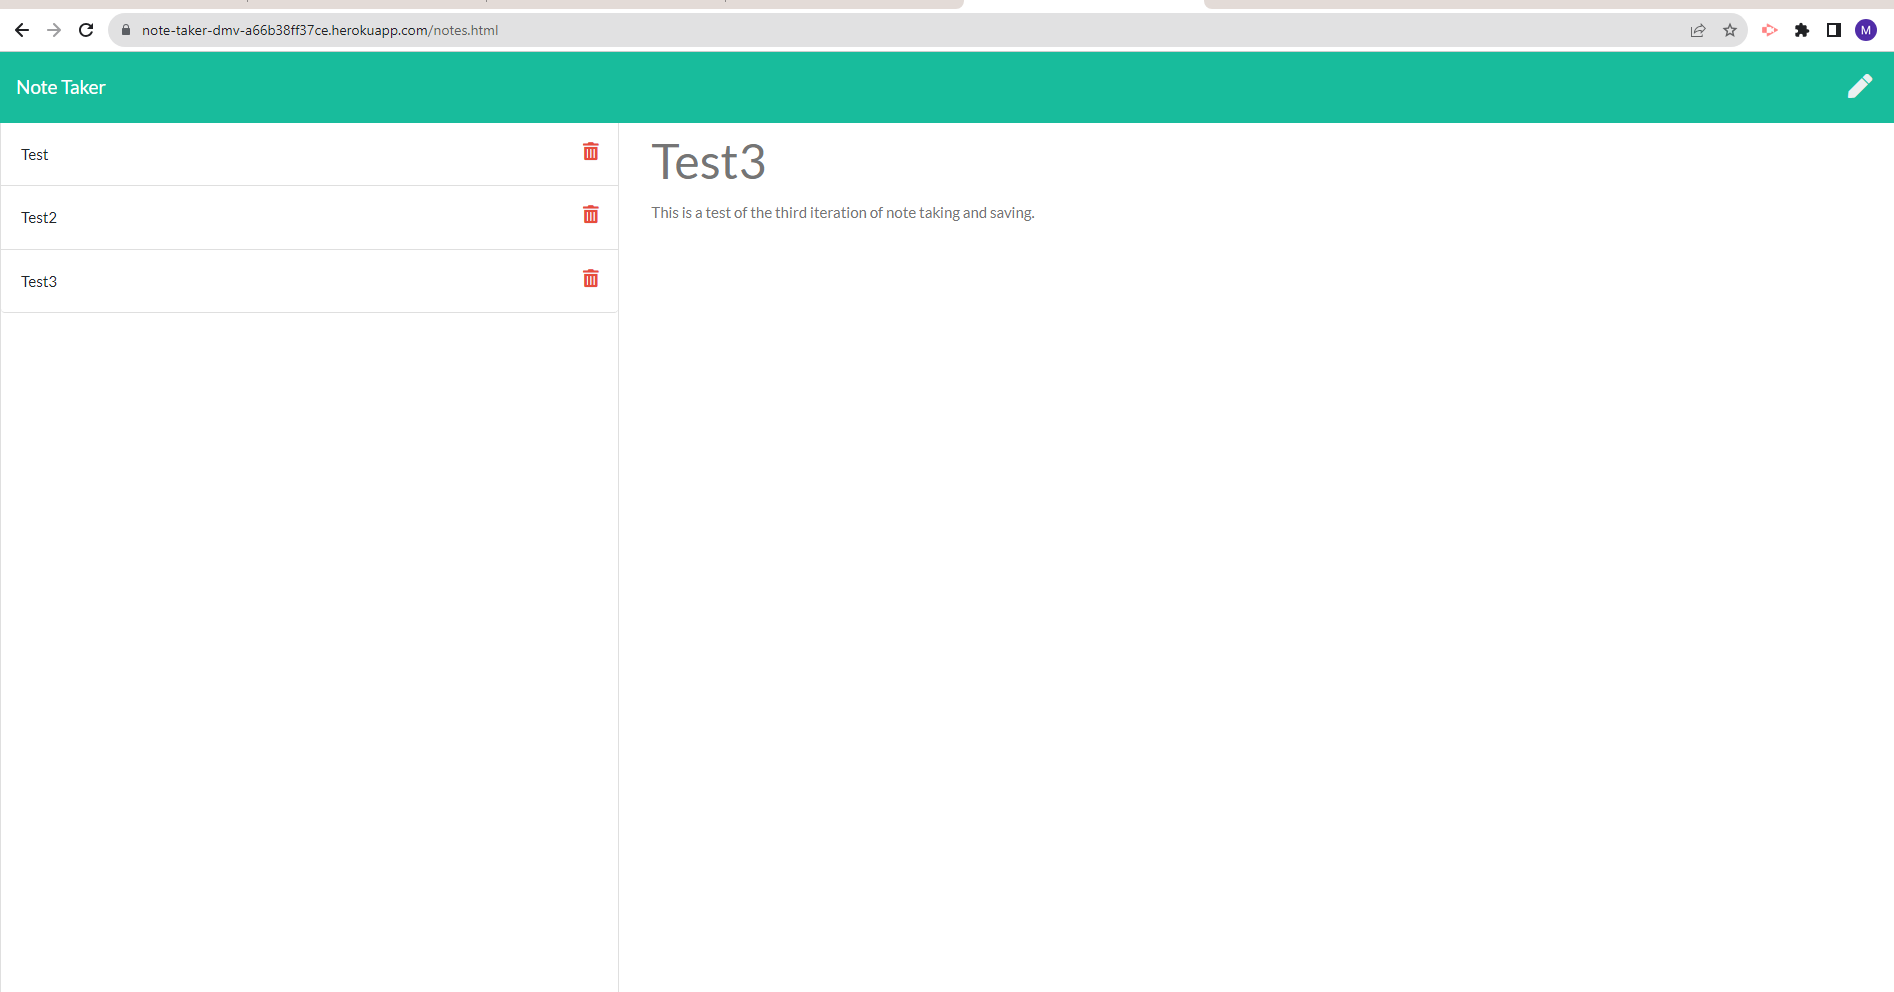 note-taker-dmv-a66b38ff37ce.herokuapp.com/notes.html
M
Note Taker
Test
Test2
Test3
Test3
This is a test of the third iteration of note taking and saving.